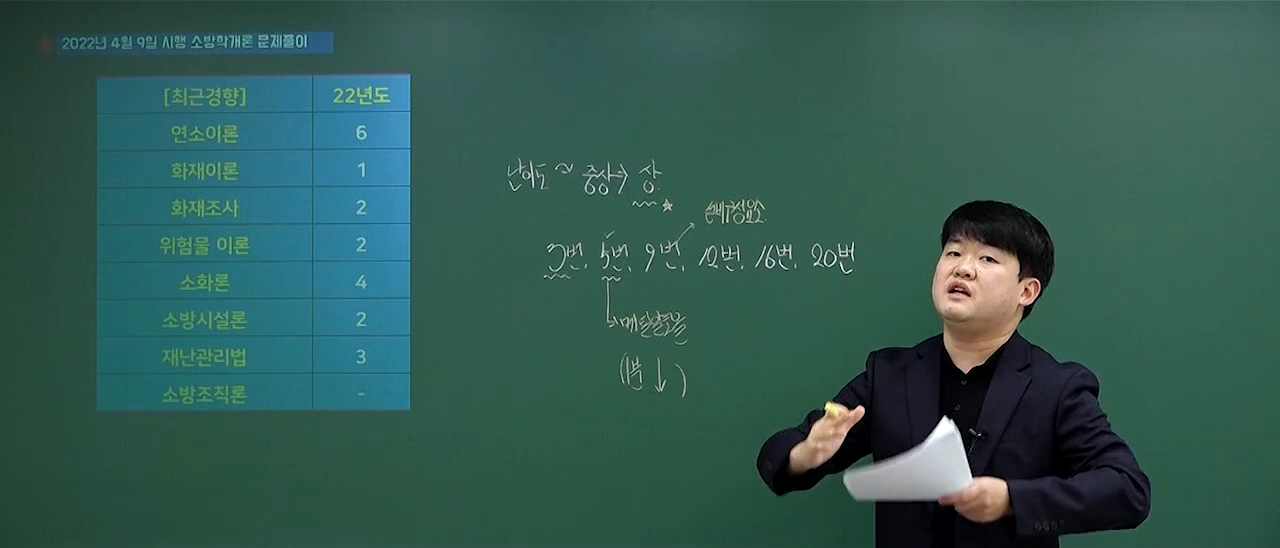 2022년 4월 9일 시행 소방학개론 문제풀이
[최근경향] 22년도
연소이론 6
화재이론 1
화재조사 2
위험물 이론 2
소화론 4
소방시설론 2
재난관리법 3
소방조직론 -
난이도 ~ 중상 → 상
3번, 5번, 9번, 12번, 16번, 20번
(1분 ↓)